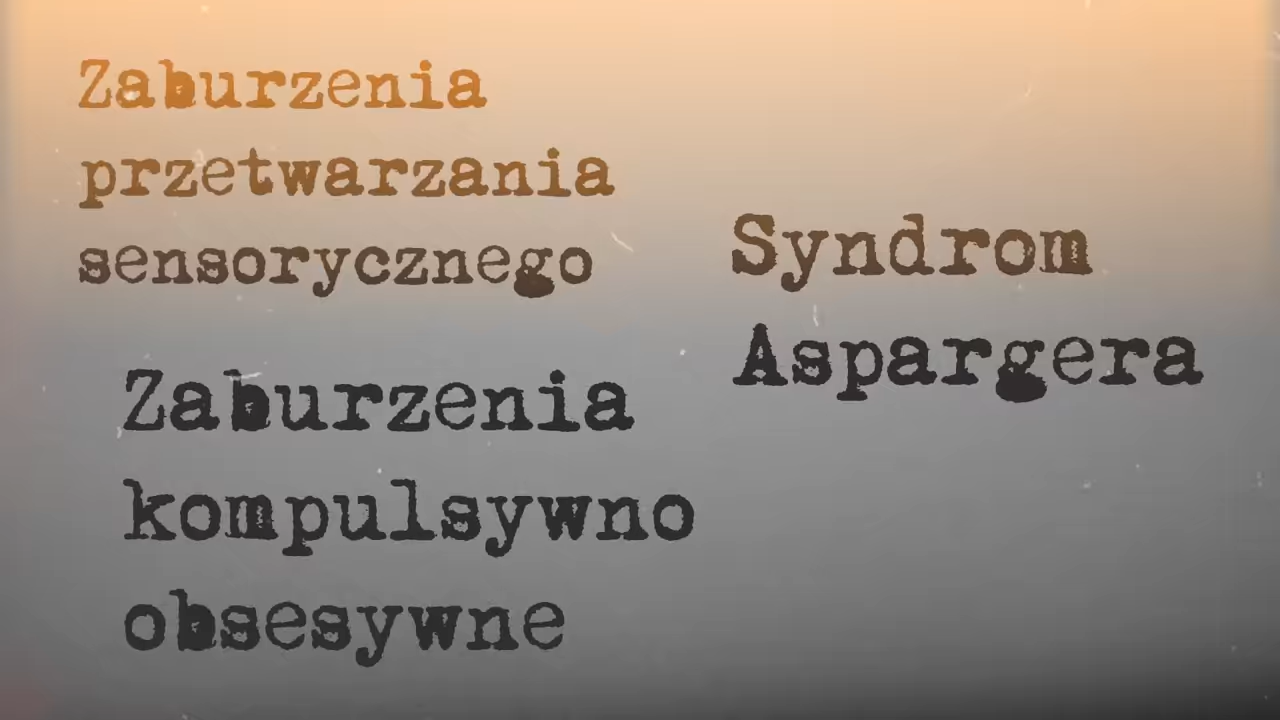 Zaburzenia
przetwarzania
sensorycznego
Syndrom
Aspargera
Zaburzenia
kompulsywno
obsesywne